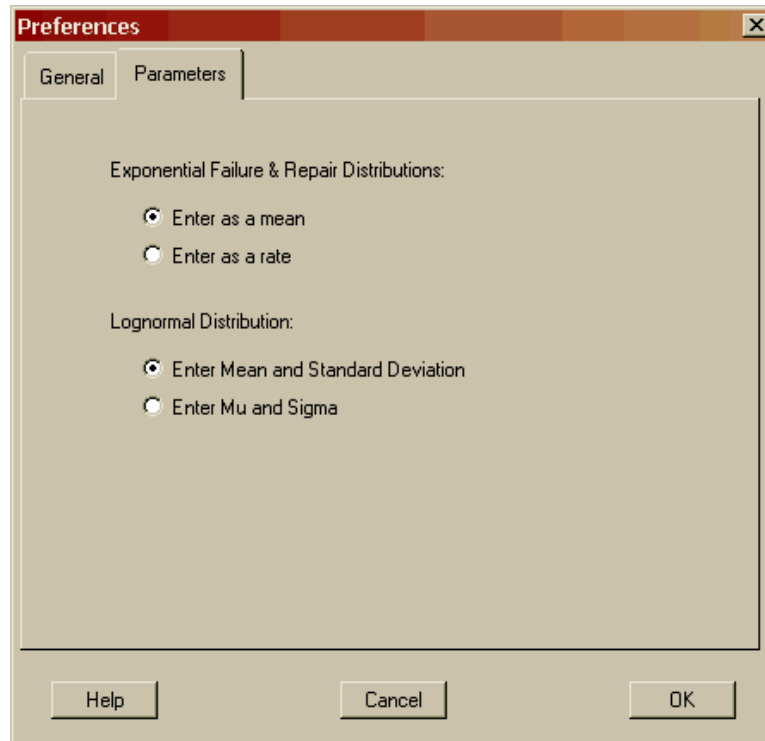 Preferences
General
Parameters
Exponential Failure & Repair Distributions:
Enter as a mean
Enter as a rate
Lognormal Distribution:
Enter Mean and Standard Deviation
Enter Mu and Sigma
Help
Cancel
OK